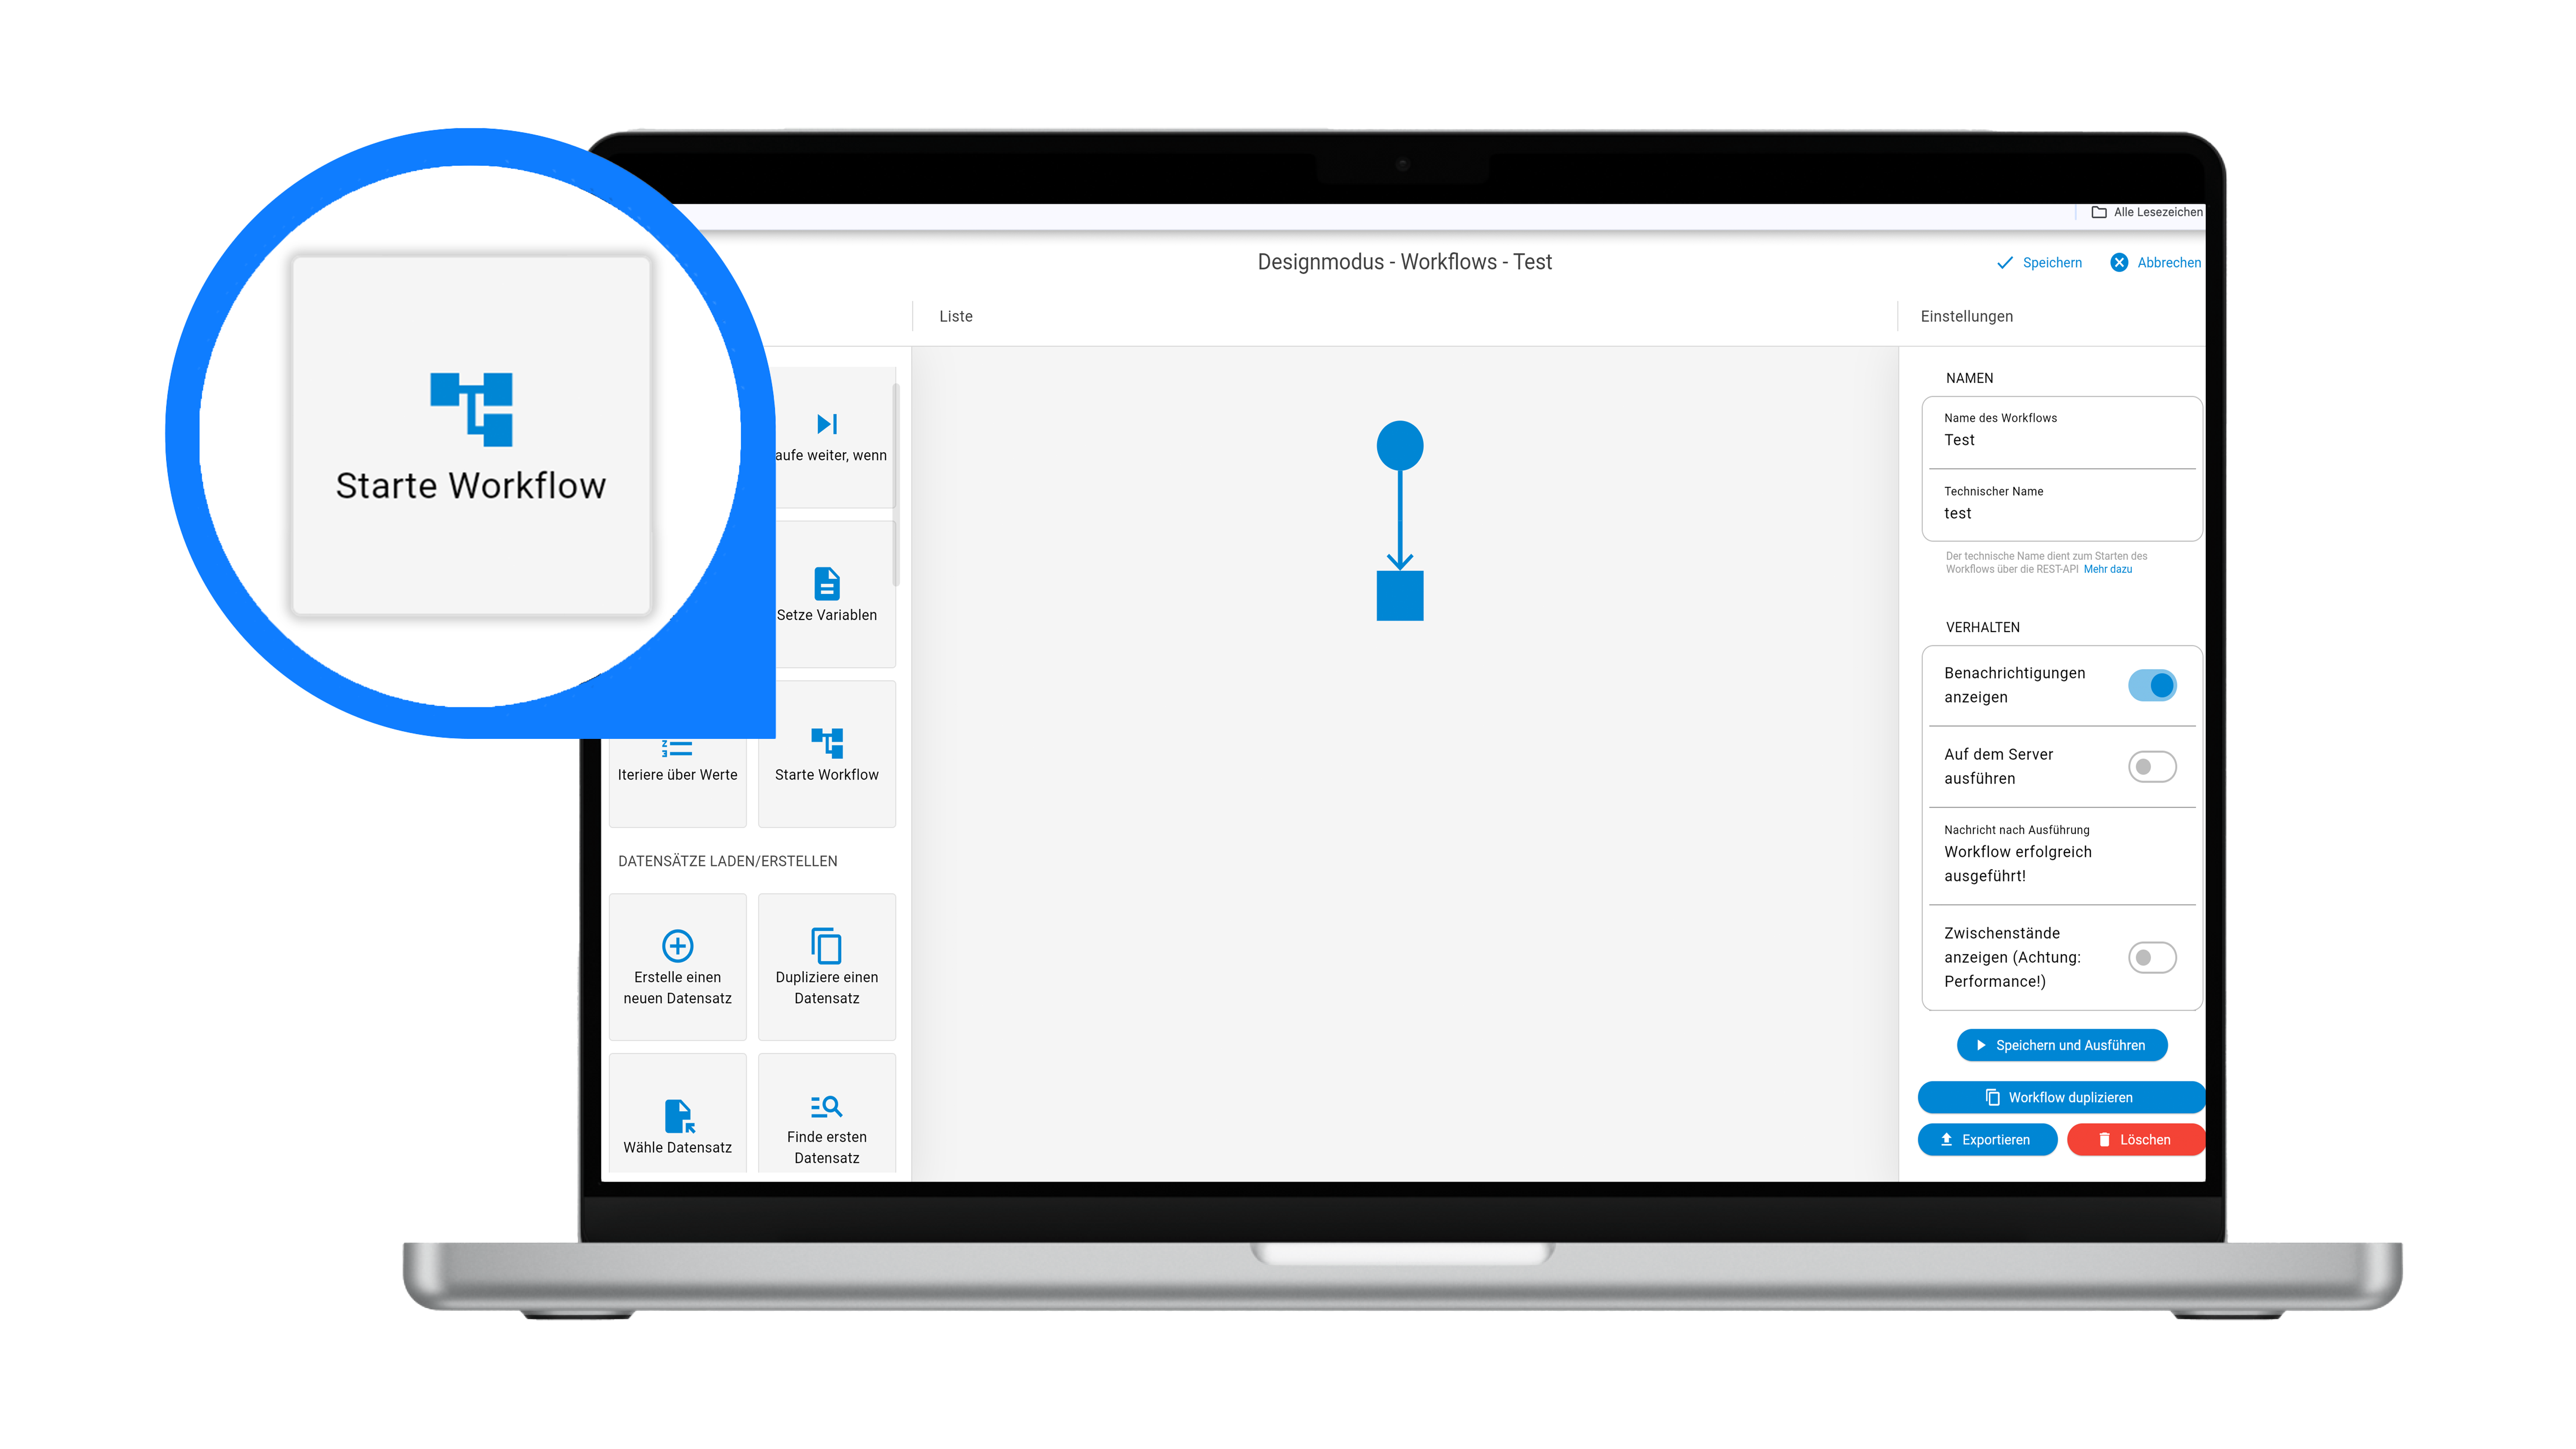 Starte Workflow
Alle Lesezeichen
Designmodus - Workflows - Test
Speichern
Abbrechen
Liste
Einstellungen
aufe weiter, wenn
Setze Variablen
Iteriere über Werte
Starte Workflow
DATENSÄTZE LADEN/ERSTELLEN
Erstelle einen
neuen Datensatz
Dupliziere einen
Datensatz
Wähle Datensatz
Finde ersten
Datensatz
NAMEN
Name des Workflows
Test
Technischer Name
test
Der technische Name dient zum Starten des
Workflows über die REST-API Mehr dazu
VERHALTEN
Benachrichtigungen
anzeigen
Auf dem Server
ausführen
Nachricht nach Ausführung
Workflow erfolgreich
ausgeführt!
Zwischenstände
anzeigen (Achtung:
Performance!)
Speichern und Ausführen
Workflow duplizieren
Exportieren
Löschen